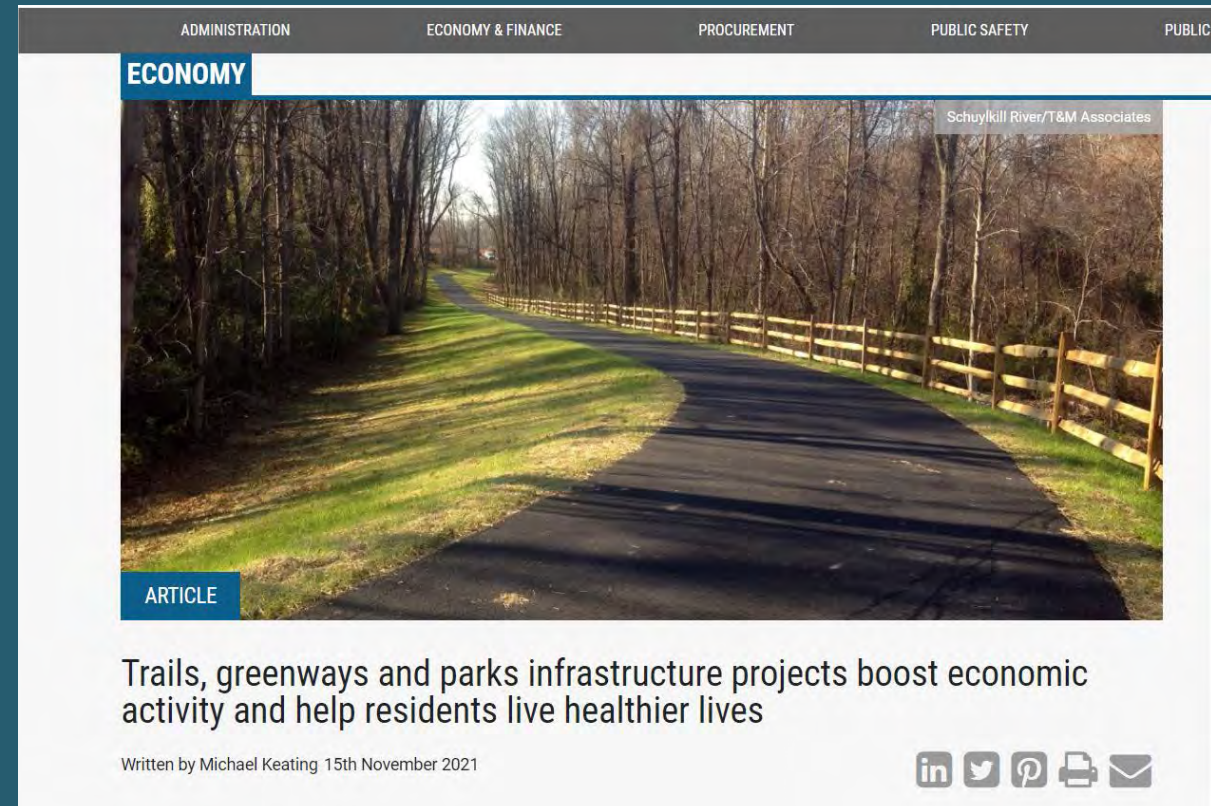 ADMINISTRATION ECONOMY & FINANCE PROCUREMENT PUBLIC SAFETY PUBLIC
ECONOMY
Schuylkill River/T&M Associates
ARTICLE
Trails, greenways and parks infrastructure projects boost economic
activity and help residents live healthier lives
Written by Michael Keating 15th November 2021